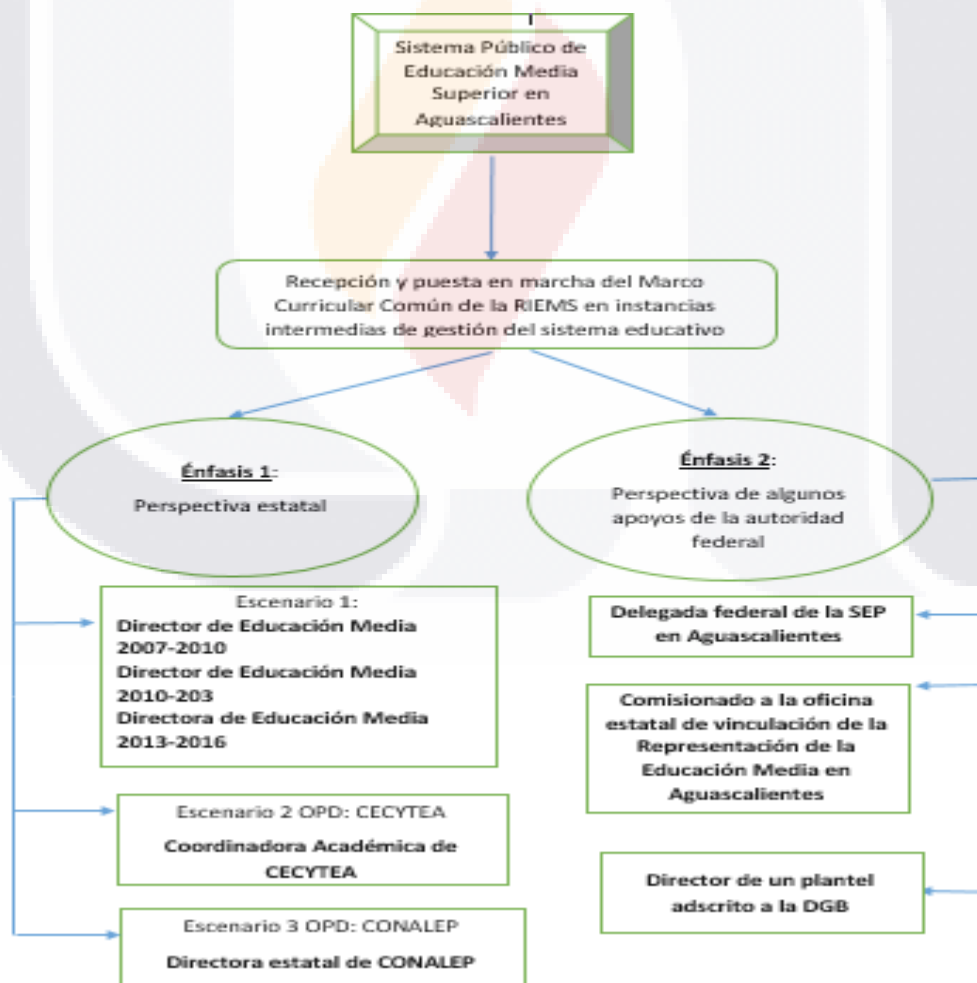 Sistema Público de
Educación Media
Superior en
Aguascalientes
Recepción y puesta en marcha del Marco
Curricular Común de la RIEMS en instancias
intermedias de gestión del sistema educativo
Énfasis 1:
Perspectiva estatal
Énfasis 2:
Perspectiva de algunos
apoyos de la autoridad
federal
Escenario 1:
Director de Educación Media
2007-2010
Director de Educación Media
2010-203
Directora de Educación Media
2013-2016
Escenario 2 OPD: CECYTEA
Coordinadora Académica de
CECYTEA
Escenario 3 OPD: CONALEP
Directora estatal de CONALEP
Delegada federal de la SEP
en Aguascalientes
Comisionado a la oficina
estatal de vinculación de la
Representación de la
Educación Media en
Aguascalientes
Director de un plantel
adscrito a la DGB